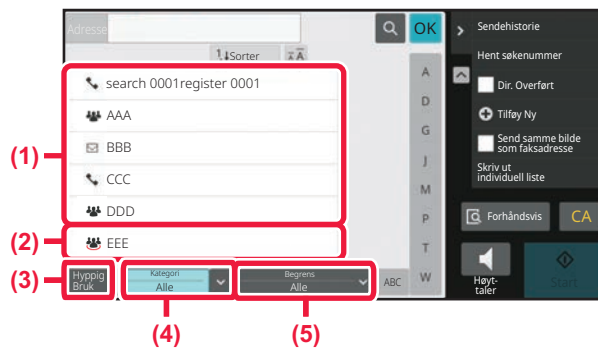 Adresse
OK
Sorter
search 0001register 0001
AAA
BBB
CCC
DDD
EEE
(1)
(2)
(3)
(4)
(5)
Hyppig
Bruk
Kategori
Alle
Begrens
Alle
ABC
A
D
G
J
M
P
T
W
Sendehistorie
Hent søkenummer
Dir. Overført
Tilføy Ny
Send samme bilde
som faksadresse
Skriv ut
individuell liste
Forhåndsvis
CA
Høyt-
taler
Start